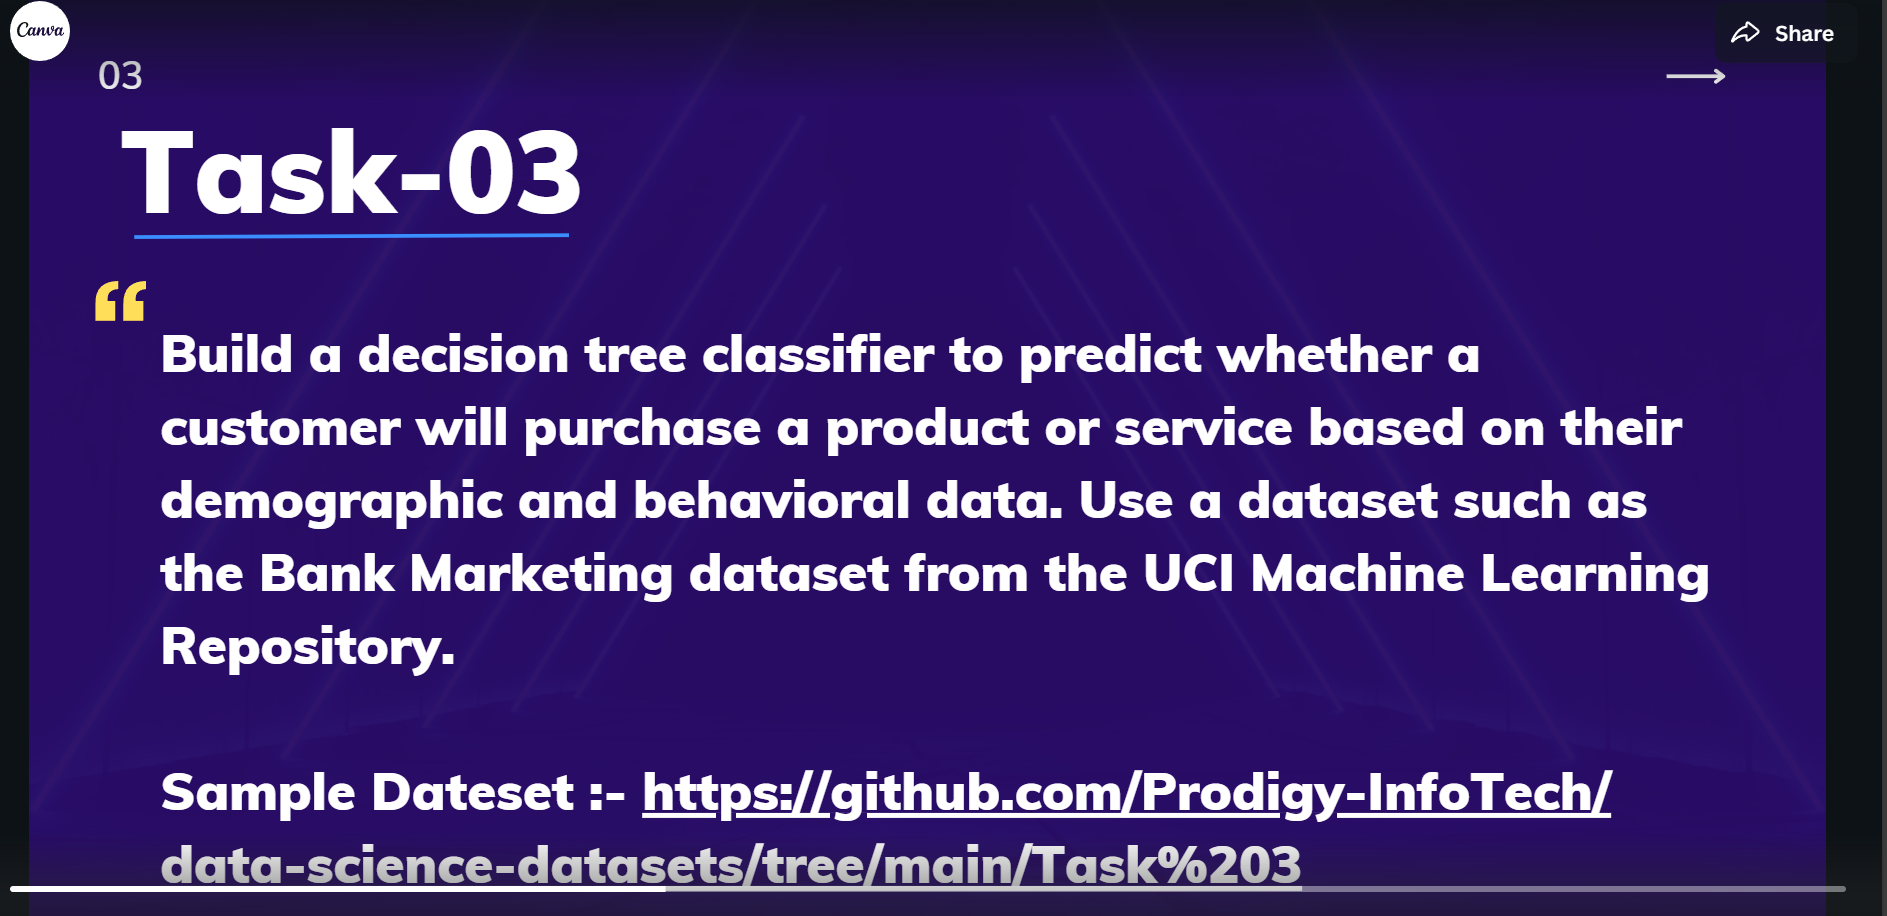 Canva
Share
03
Task-03
“
Build a decision tree classifier to predict whether a
customer will purchase a product or service based on their
demographic and behavioral data. Use a dataset such as
the Bank Marketing dataset from the UCI Machine Learning
Repository.
Sample Dateset :- https://github.com/Prodigy-InfoTech/
data-science-datasets/tree/main/Task%203